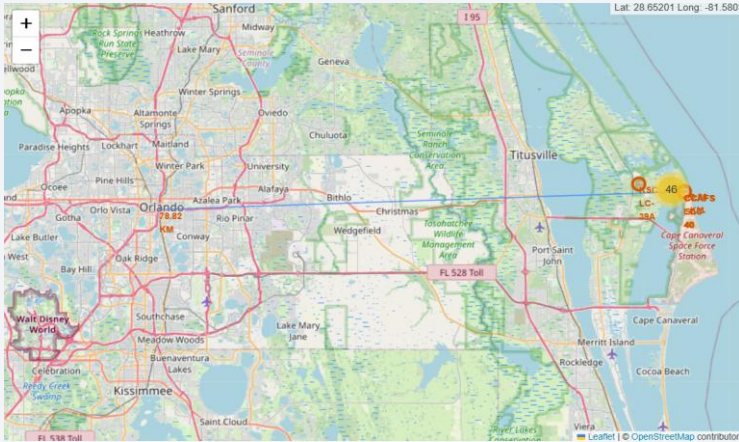 Sanford
Lat: 28.65201 Long: -81.580
I 95
Midway
+
−
Rock Springs
Run State
Preserve
Heathrow
Lake Mary
Seminole
County
Geneva
Winter Springs
Apopka
Altamonte
Springs
Oviedo
Chuluota
Seminole
Ranch
Conservation
Area
Paradise Heights
Lockhart
Maitland
Titusville
Winter Park
University
Pine Hills
Ocoee
Azalea Park
Alafaya
Bithlo
46
LC-
39A
CCAFS
40
Orlo Vista
Orlando
78.82
KM
Gotha
Rio Pinar
Christmas
Wedgefield
Tosohatchee
Wildlife
Management
Area
Lake Butler
Conway
Cape Canaveral
Space Force
Station
Port Saint
John
Oak Ridge
Bay Hill
FL 528 Toll
Walt Disney
World
Southchase
Lake Mary
Jane
Cape Canaveral
Meadow Woods
Merritt Island
Buenaventura
Lakes
Rockledge
Celebration
Cocoa Beach
Reedy Creek
Swamp
Kissimmee
Saint Cloud
River Lakes
Conservation
Viera
FL 538 Toll
Leaflet | © OpenStreetMap contributor